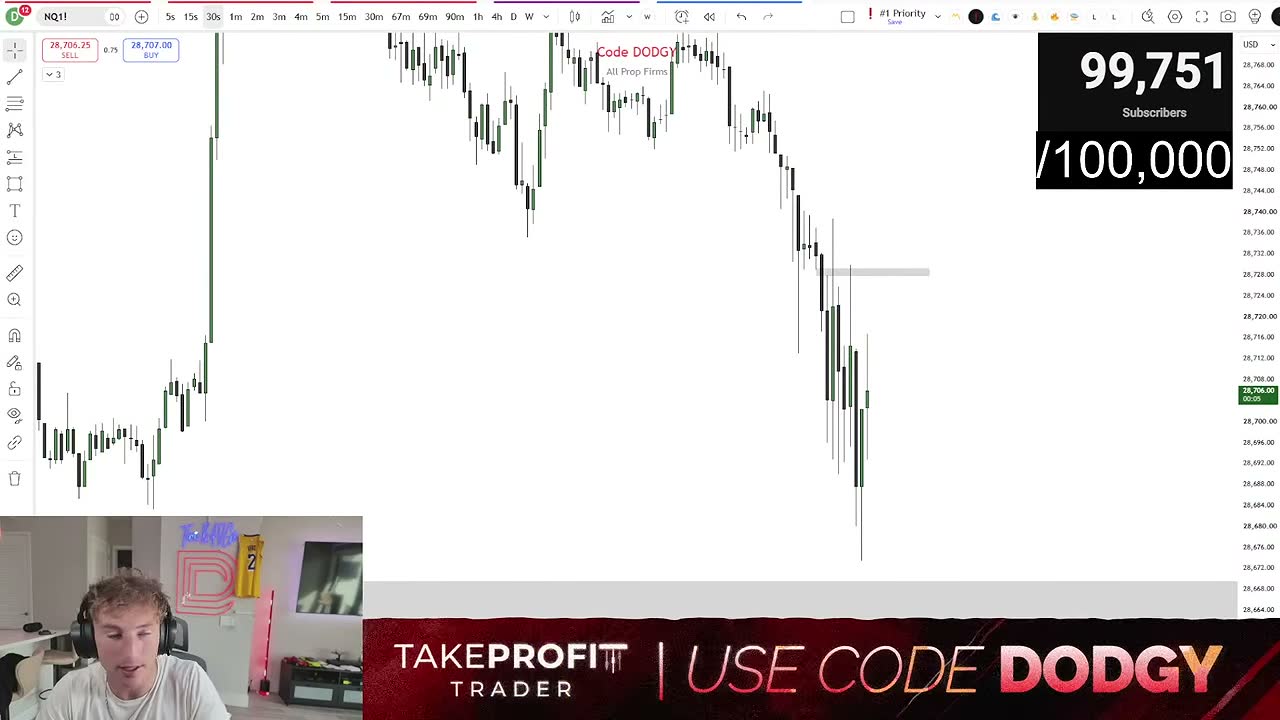 D 12
NQ1!
5s 15s 30s 1m 2m 3m 4m 5m 15m 30m 67m 69m 90m 1h 4h D W
w
#1 Priority
Save
L L
28,706.25
SELL
0.75
28,707.00
BUY
3
Code DODGY
All Prop Firms
99,751
Subscribers
/100,000
USD
28,768.00
28,764.00
28,760.00
28,756.00
28,752.00
28,748.00
28,744.00
28,740.00
28,736.00
28,732.00
28,728.00
28,724.00
28,720.00
28,716.00
28,712.00
28,708.00
28,706.00
00:05
28,700.00
28,696.00
28,692.00
28,688.00
28,684.00
28,680.00
28,676.00
28,672.00
28,668.00
28,664.00
D
2
TAKEPROFIT
TRADER
USE CODE DODGY